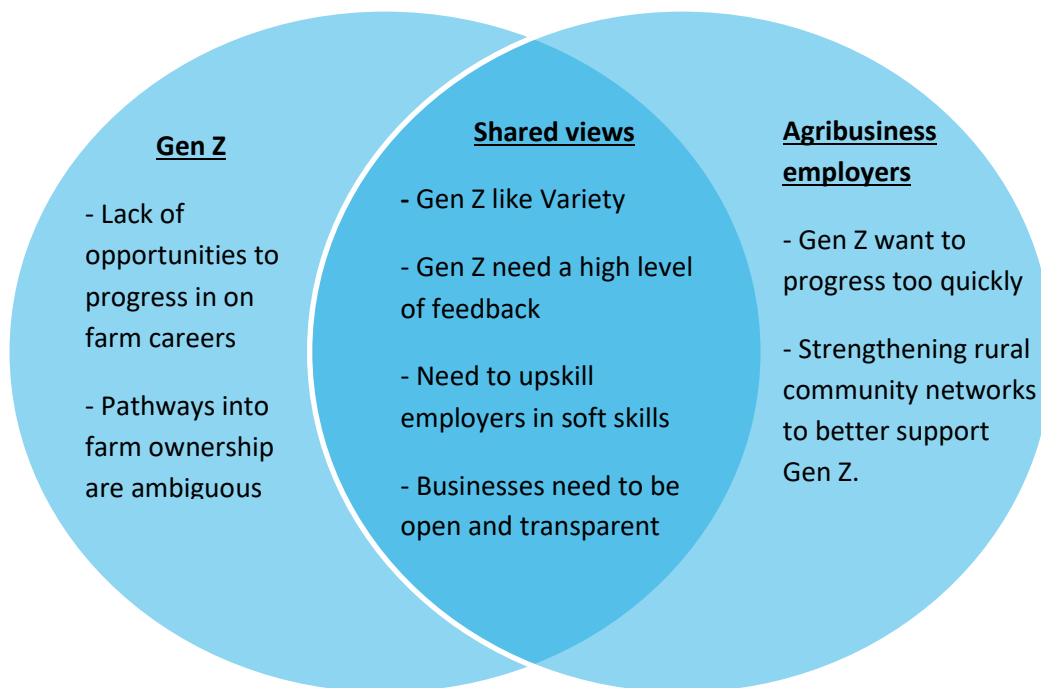 Gen Z
- Lack of
opportunities to
progress in on
farm careers
- Pathways into
farm ownership
are ambiguous
Shared views
- Gen Z like Variety
- Gen Z need a high level
of feedback
- Need to upskill
employers in soft skills
- Businesses need to be
open and transparent
Agribusiness
employers
- Gen Z want to
progress too quickly
- Strengthening rural
community networks
to better support
Gen Z.